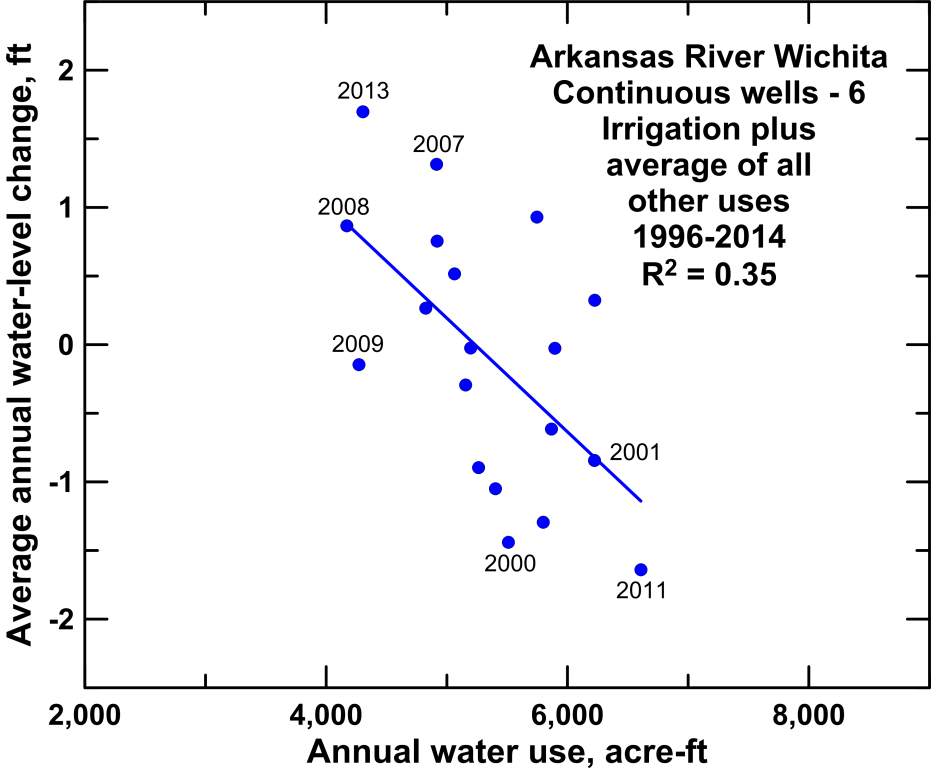 Arkansas River Wichita
Continuous wells - 6
Irrigation plus
average of all
other uses
1996-2014
R² = 0.35
Average annual water-level change, ft
2
1
0
-1
-2
2013
2007
2008
2009
2001
2000
2011
2,000
4,000
6,000
8,000
Annual water use, acre-ft